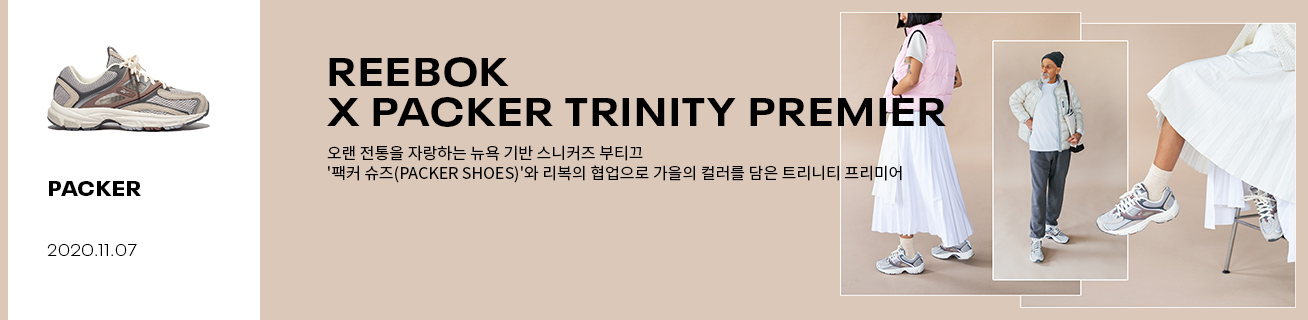 PACKER
2020.11.07
REEBOK
X PACKER TRINITY PREMIER
오랜 전통을 자랑하는 뉴욕 기반 스니커즈 부티끄
'팩커 슈즈(PACKER SHOES)'와 리복의 협업으로 가을의 컬러를 담은 트리니티 프리미어